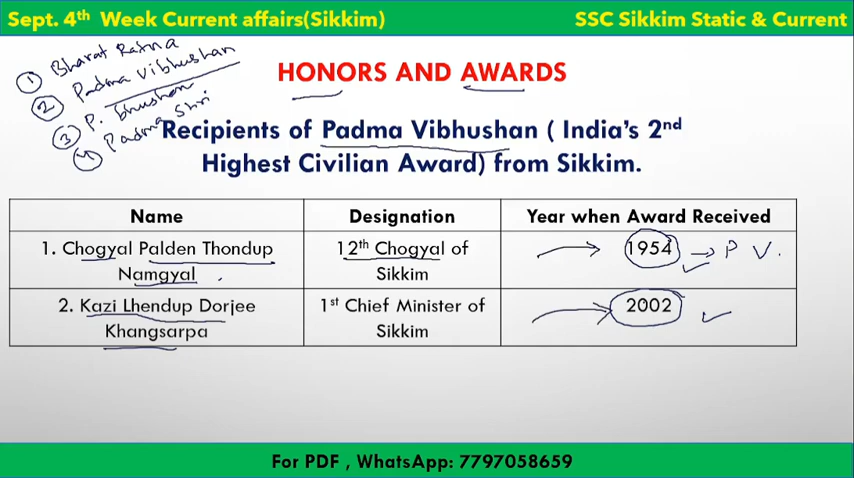 Sept. 4th Week Current affairs(Sikkim)
SSC Sikkim Static & Current
① Bharat Ratna
② Padma Vibhushan
③ P. bhushan
④ Padma Shri
HONORS AND AWARDS
Recipients of Padma Vibhushan ( India's 2nd
Highest Civilian Award) from Sikkim.
Name
Designation
Year when Award Received
1. Chogyal Palden Thondup
Namgyal
12th Chogyal of
Sikkim
1954
→ P V.
2. Kazi Lhendup Dorjee
Khangsarpa
1st Chief Minister of
Sikkim
2002
For PDF , WhatsApp: 7797058659